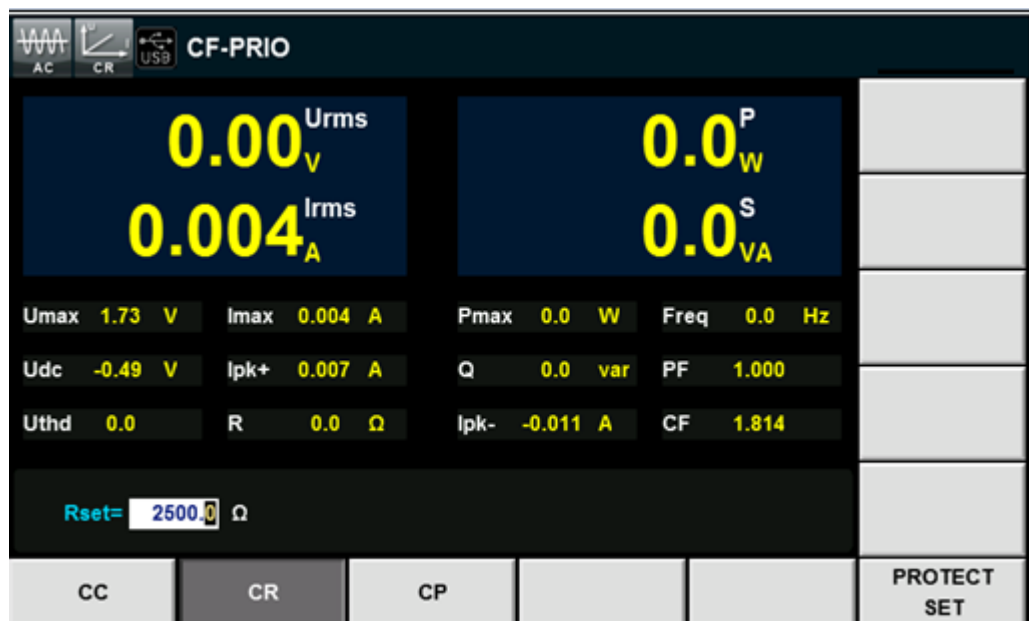 AC
CR
USB
CF-PRIO
0.00 Urms V
0.0 P W
0.004 Irms A
0.0 S VA
Umax 1.73 V Imax 0.004 A Pmax 0.0 W Freq 0.0 Hz
Udc -0.49 V Ipk+ 0.007 A Q 0.0 var PF 1.000
Uthd 0.0 R 0.0 Ω Ipk- -0.011 A CF 1.814
Rset= 2500.0 Ω
CC CR CP PROTECT
SET